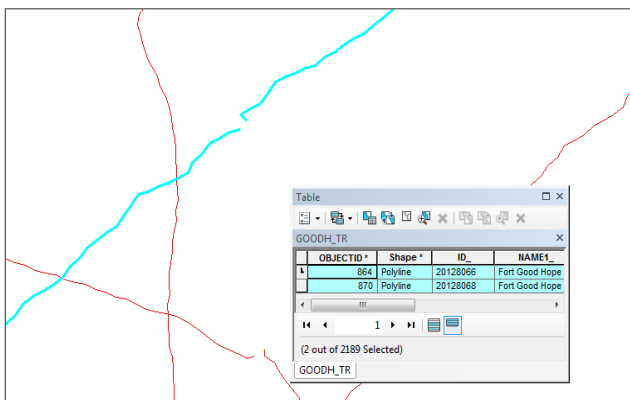 Table
GOODH_TR
OBJECTID * Shape * ID_ NAME1_
864 Polyline 20128066 Fort Good Hope
870 Polyline 20128068 Fort Good Hope
1
(2 out of 2189 Selected)
GOODH_TR